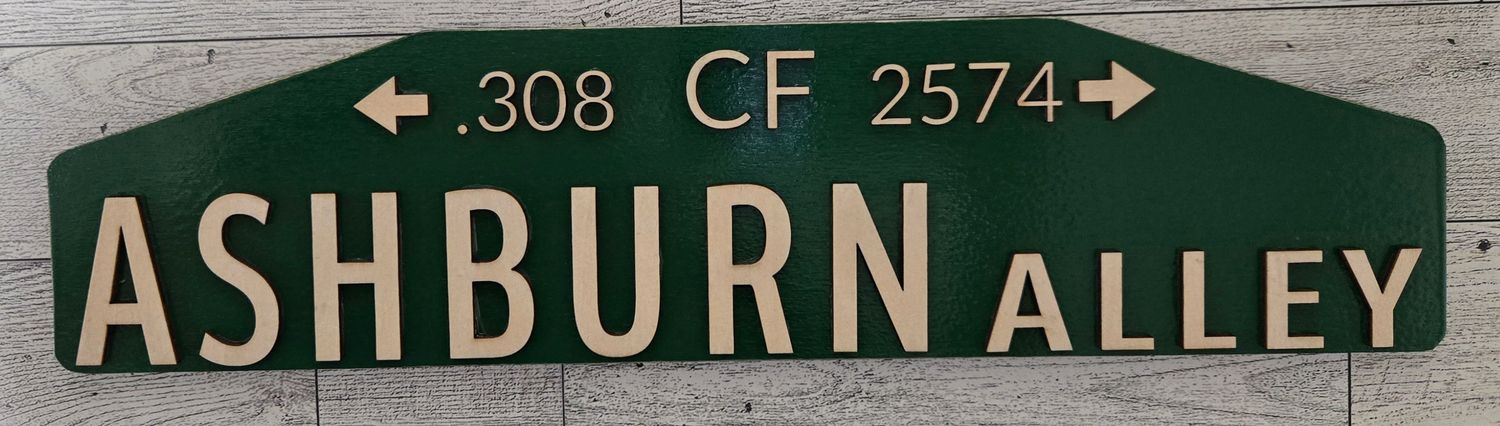 ← .308 CF 2574 →
ASHBURN ALLEY